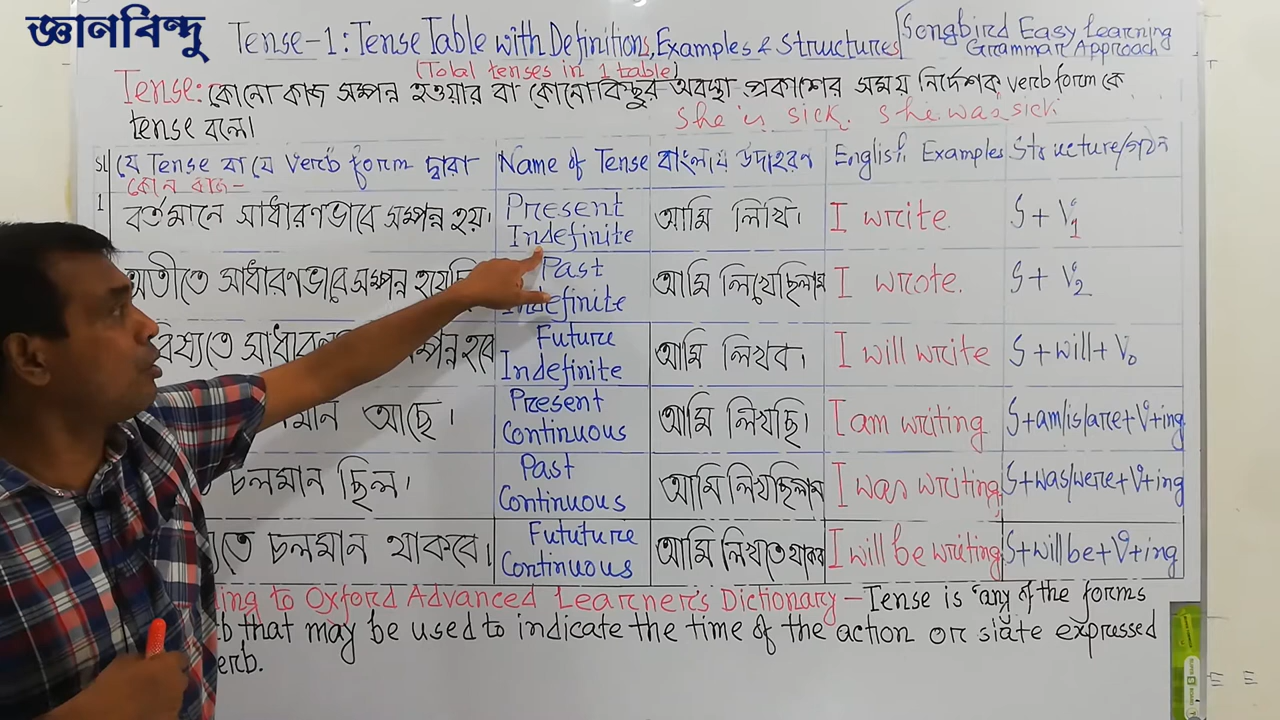 জ্ঞানবিন্দু
Tense-1: Tense Table with Definitions, Examples & Structures
Songbird Easy Learning
Grammar Approach
(Total tenses in 1 table)
Tense: কোনো কাজ সম্পন্ন হওয়ার বা কোনোকিছুর অবস্থা প্রকাশের সময় নির্দেশক verb form কে
tense বলে।
She is sick. She was sick
SL যে Tense বা যে Verb form দ্বারা Name of Tense বাংলায় উদাহরণ English Examples Structure/গঠন
কোন কাজ-
1 বর্তমানে সাধারণভাবে সম্পন্ন হয়। Present Indefinite আমি লিখি। I write. S + V1
অতীতে সাধারণভাবে সম্পন্ন Past Indefinite আমি লিখেছিলাম I wrote. S + V2
সম্পন্ন হবে Future Indefinite আমি লিখব। I will write S + will + V0
আছে। Present Continuous আমি লিখছি। I am writing S+am/is/are+V+ing
চলমান ছিল। Past Continuous আমি লিখছিলাম I was writing S+was/were+V+ing
চলমান থাকবে। Fututure Continuous আমি লিখতে থাকব I will be writing S+will be+V+ing
to Oxford Advanced Learner's Dictionary – Tense is 'any of the forms
that may be used to indicate the time of the action or state expressed